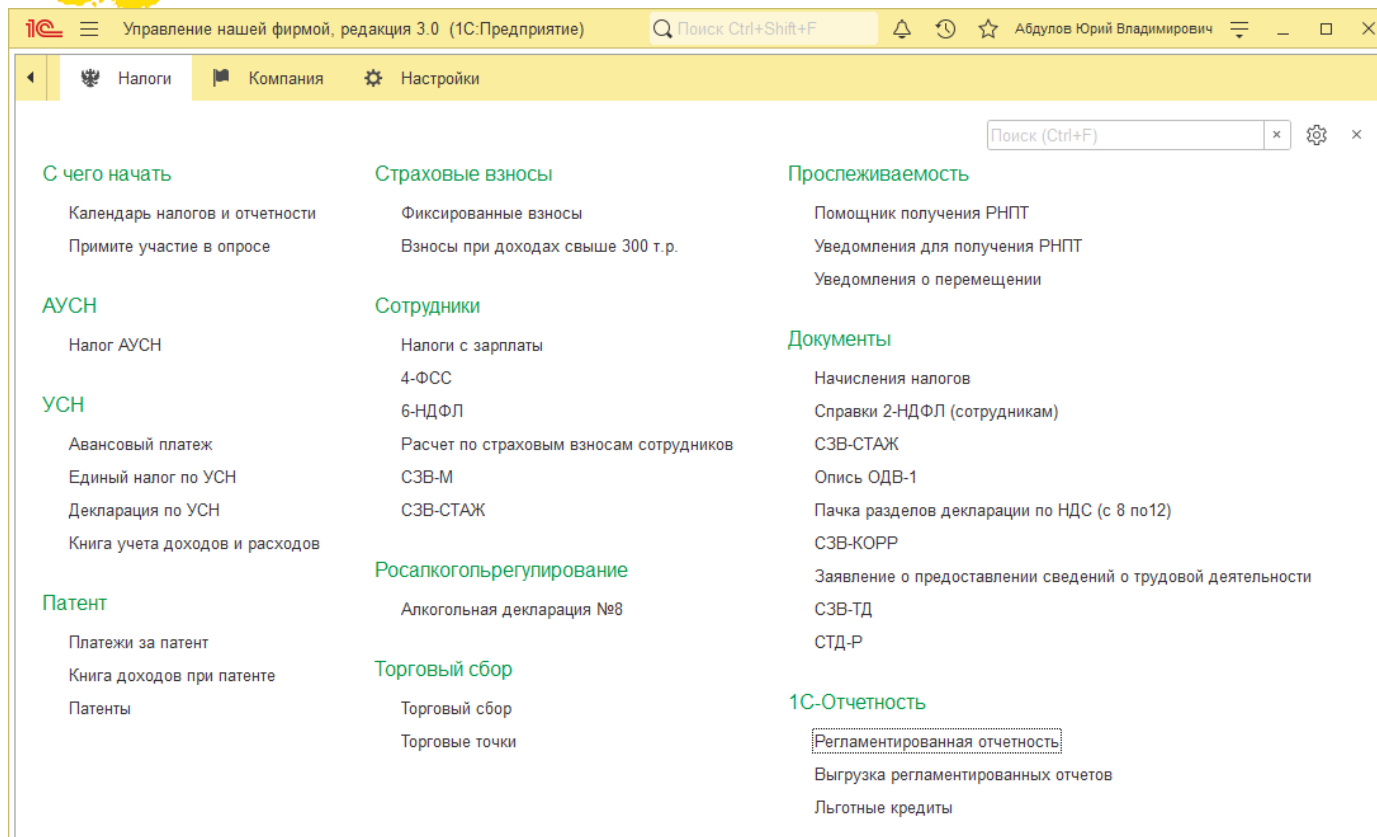 1С Управление нашей фирмой, редакция 3.0 (1С:Предприятие) Поиск Ctrl+Shift+F Абдулов Юрий Владимирович
Налоги Компания Настройки
Поиск (Ctrl+F)
С чего начать
Календарь налогов и отчетности
Примите участие в опросе
АУСН
Налог АУСН
УСН
Авансовый платеж
Единый налог по УСН
Декларация по УСН
Книга учета доходов и расходов
Патент
Платежи за патент
Книга доходов при патенте
Патенты
Страховые взносы
Фиксированные взносы
Взносы при доходах свыше 300 т.р.
Сотрудники
Налоги с зарплаты
4-ФСС
6-НДФЛ
Расчет по страховым взносам сотрудников
СЗВ-М
СЗВ-СТАЖ
Росалкогольрегулирование
Алкогольная декларация №8
Торговый сбор
Торговый сбор
Торговые точки
Прослеживаемость
Помощник получения РНПТ
Уведомления для получения РНПТ
Уведомления о перемещении
Документы
Начисления налогов
Справки 2-НДФЛ (сотрудникам)
СЗВ-СТАЖ
Опись ОДВ-1
Пачка разделов декларации по НДС (с 8 по12)
СЗВ-КОРР
Заявление о предоставлении сведений о трудовой деятельности
СЗВ-ТД
СТД-Р
1С-Отчетность
Регламентированная отчетность
Выгрузка регламентированных отчетов
Льготные кредиты